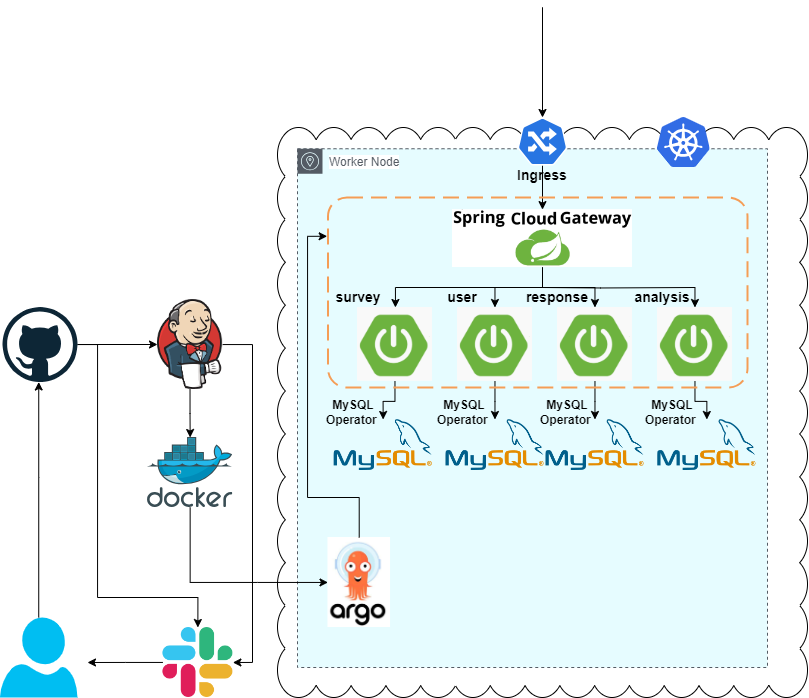 Worker Node
Ingress
Spring Cloud Gateway
survey
user
response
analysis
MySQL
Operator
MySQL
Operator
MySQL
Operator
MySQL
Operator
MySQL®
MySQL®
MySQL®
MySQL®
docker
argo